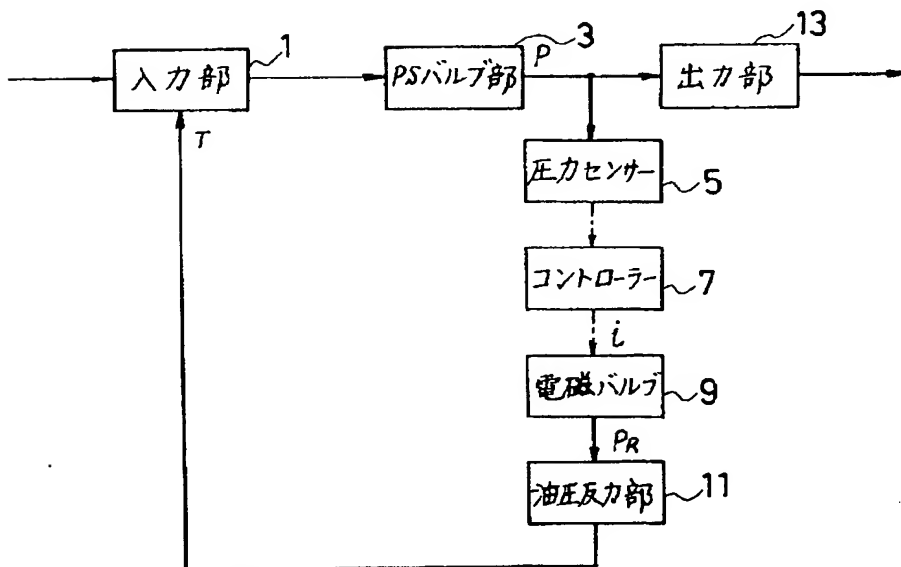 1
入力部
3
PSバルブ部
P
13
出力部
T
圧力センサー
5
コントローラー
7
i
電磁バルブ
9
PR
油圧反力部
11